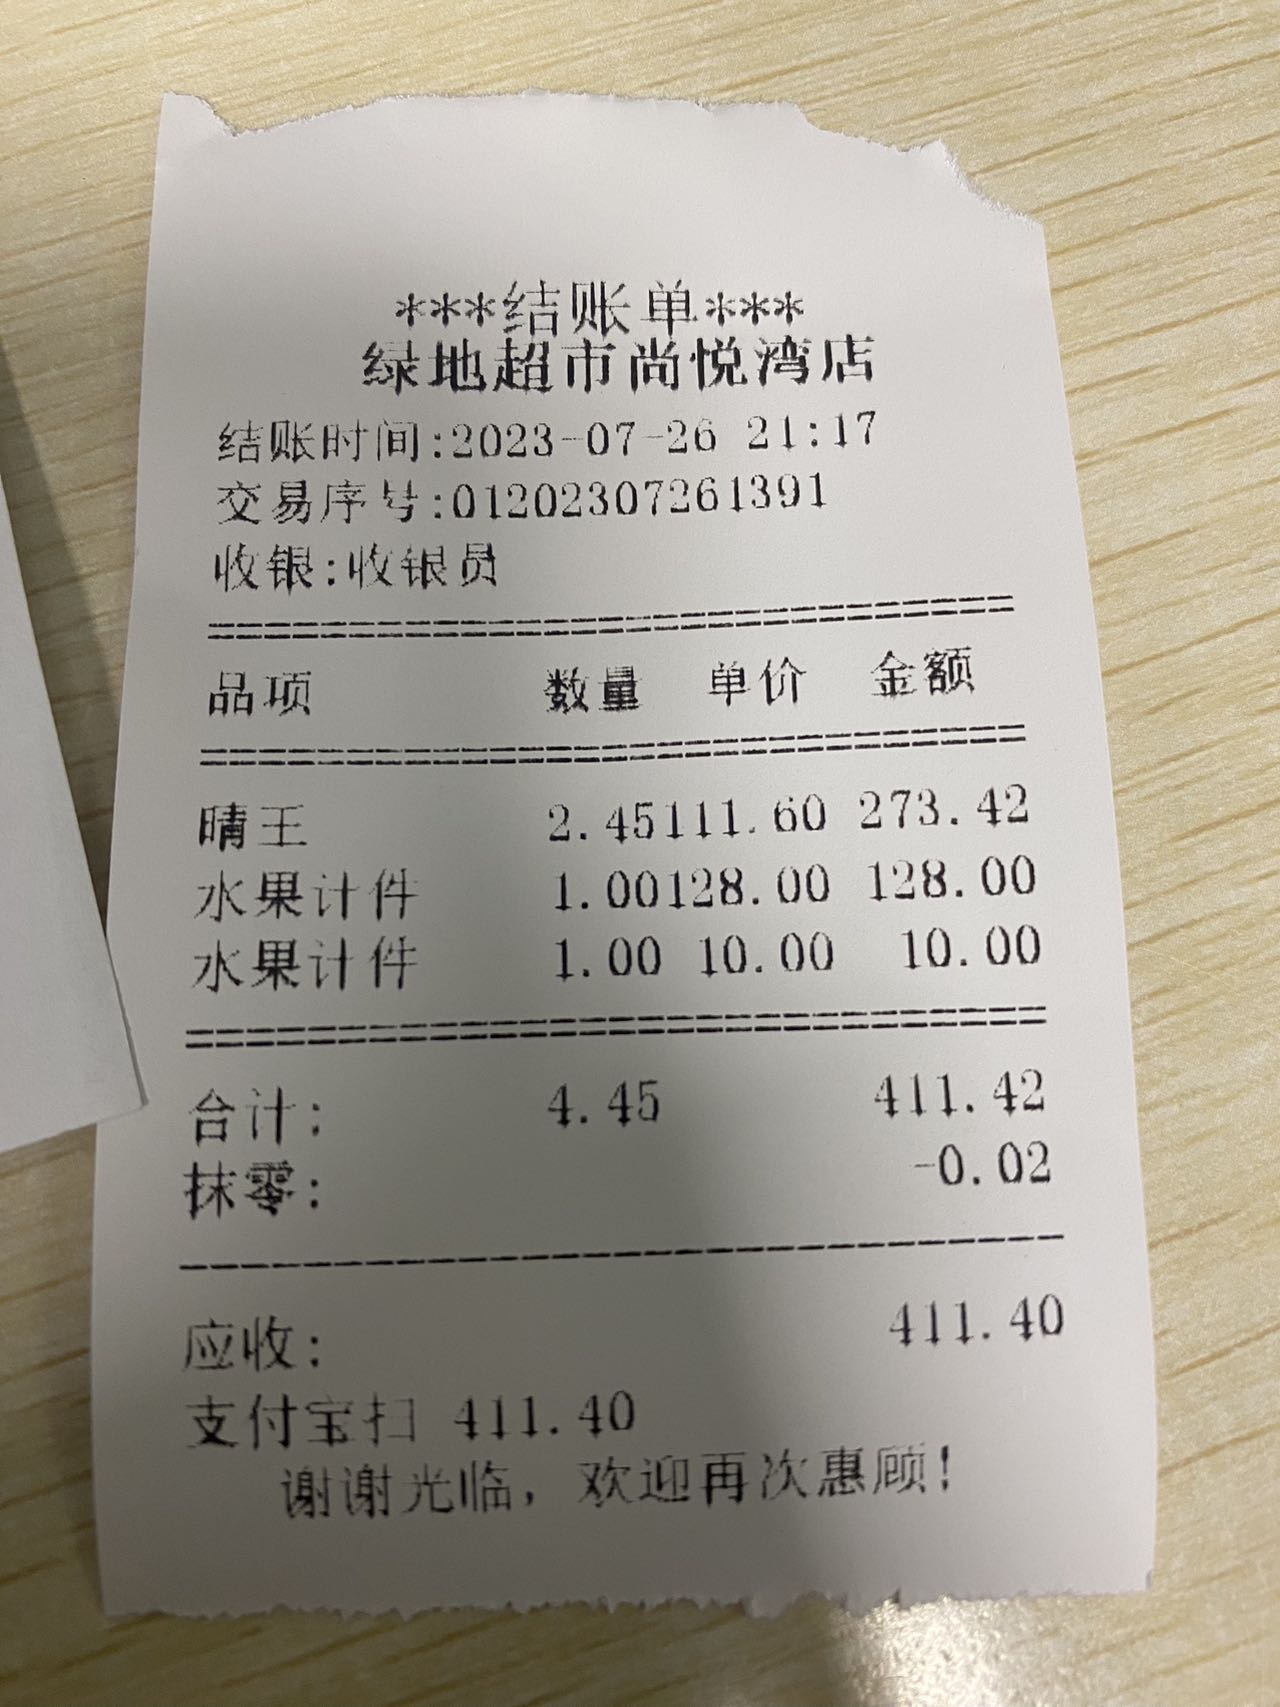 ***结账单***
绿地超市尚悦湾店
结账时间:2023-07-26 21:17
交易序号:01202307261391
收银:收银员
==================================================
品项 数量 单价 金额
==================================================
晴王 2.45111.60 273.42
水果计件 1.00128.00 128.00
水果计件 1.00 10.00 10.00
==================================================
合计: 4.45 411.42
抹零: -0.02
--------------------------------------------------
应收: 411.40
支付宝扫 411.40
谢谢光临，欢迎再次惠顾!